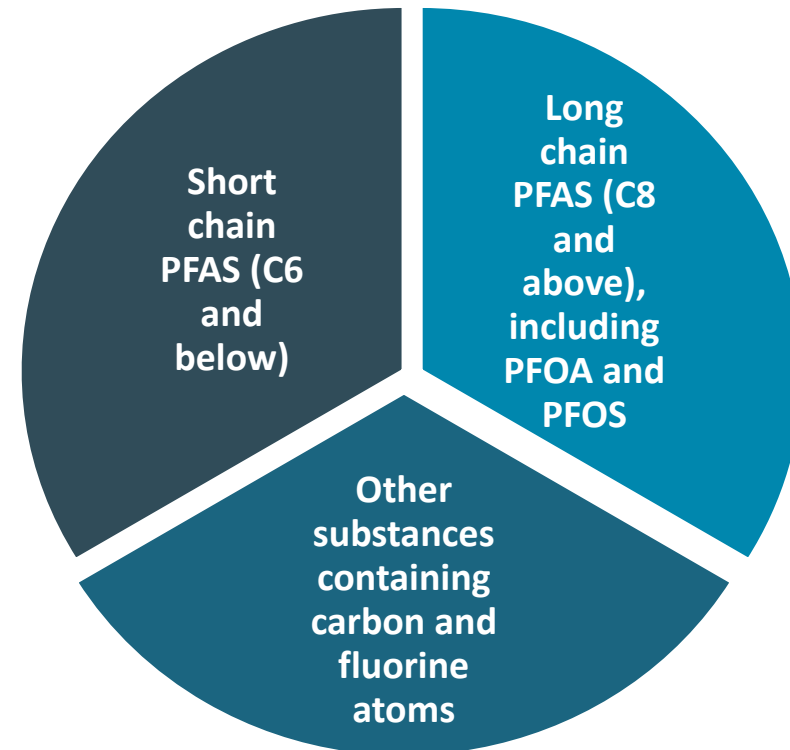 Short
chain
PFAS (C6
and
below)
Long
chain
PFAS (C8
and
above),
including
PFOA and
PFOS
Other
substances
containing
carbon and
fluorine
atoms